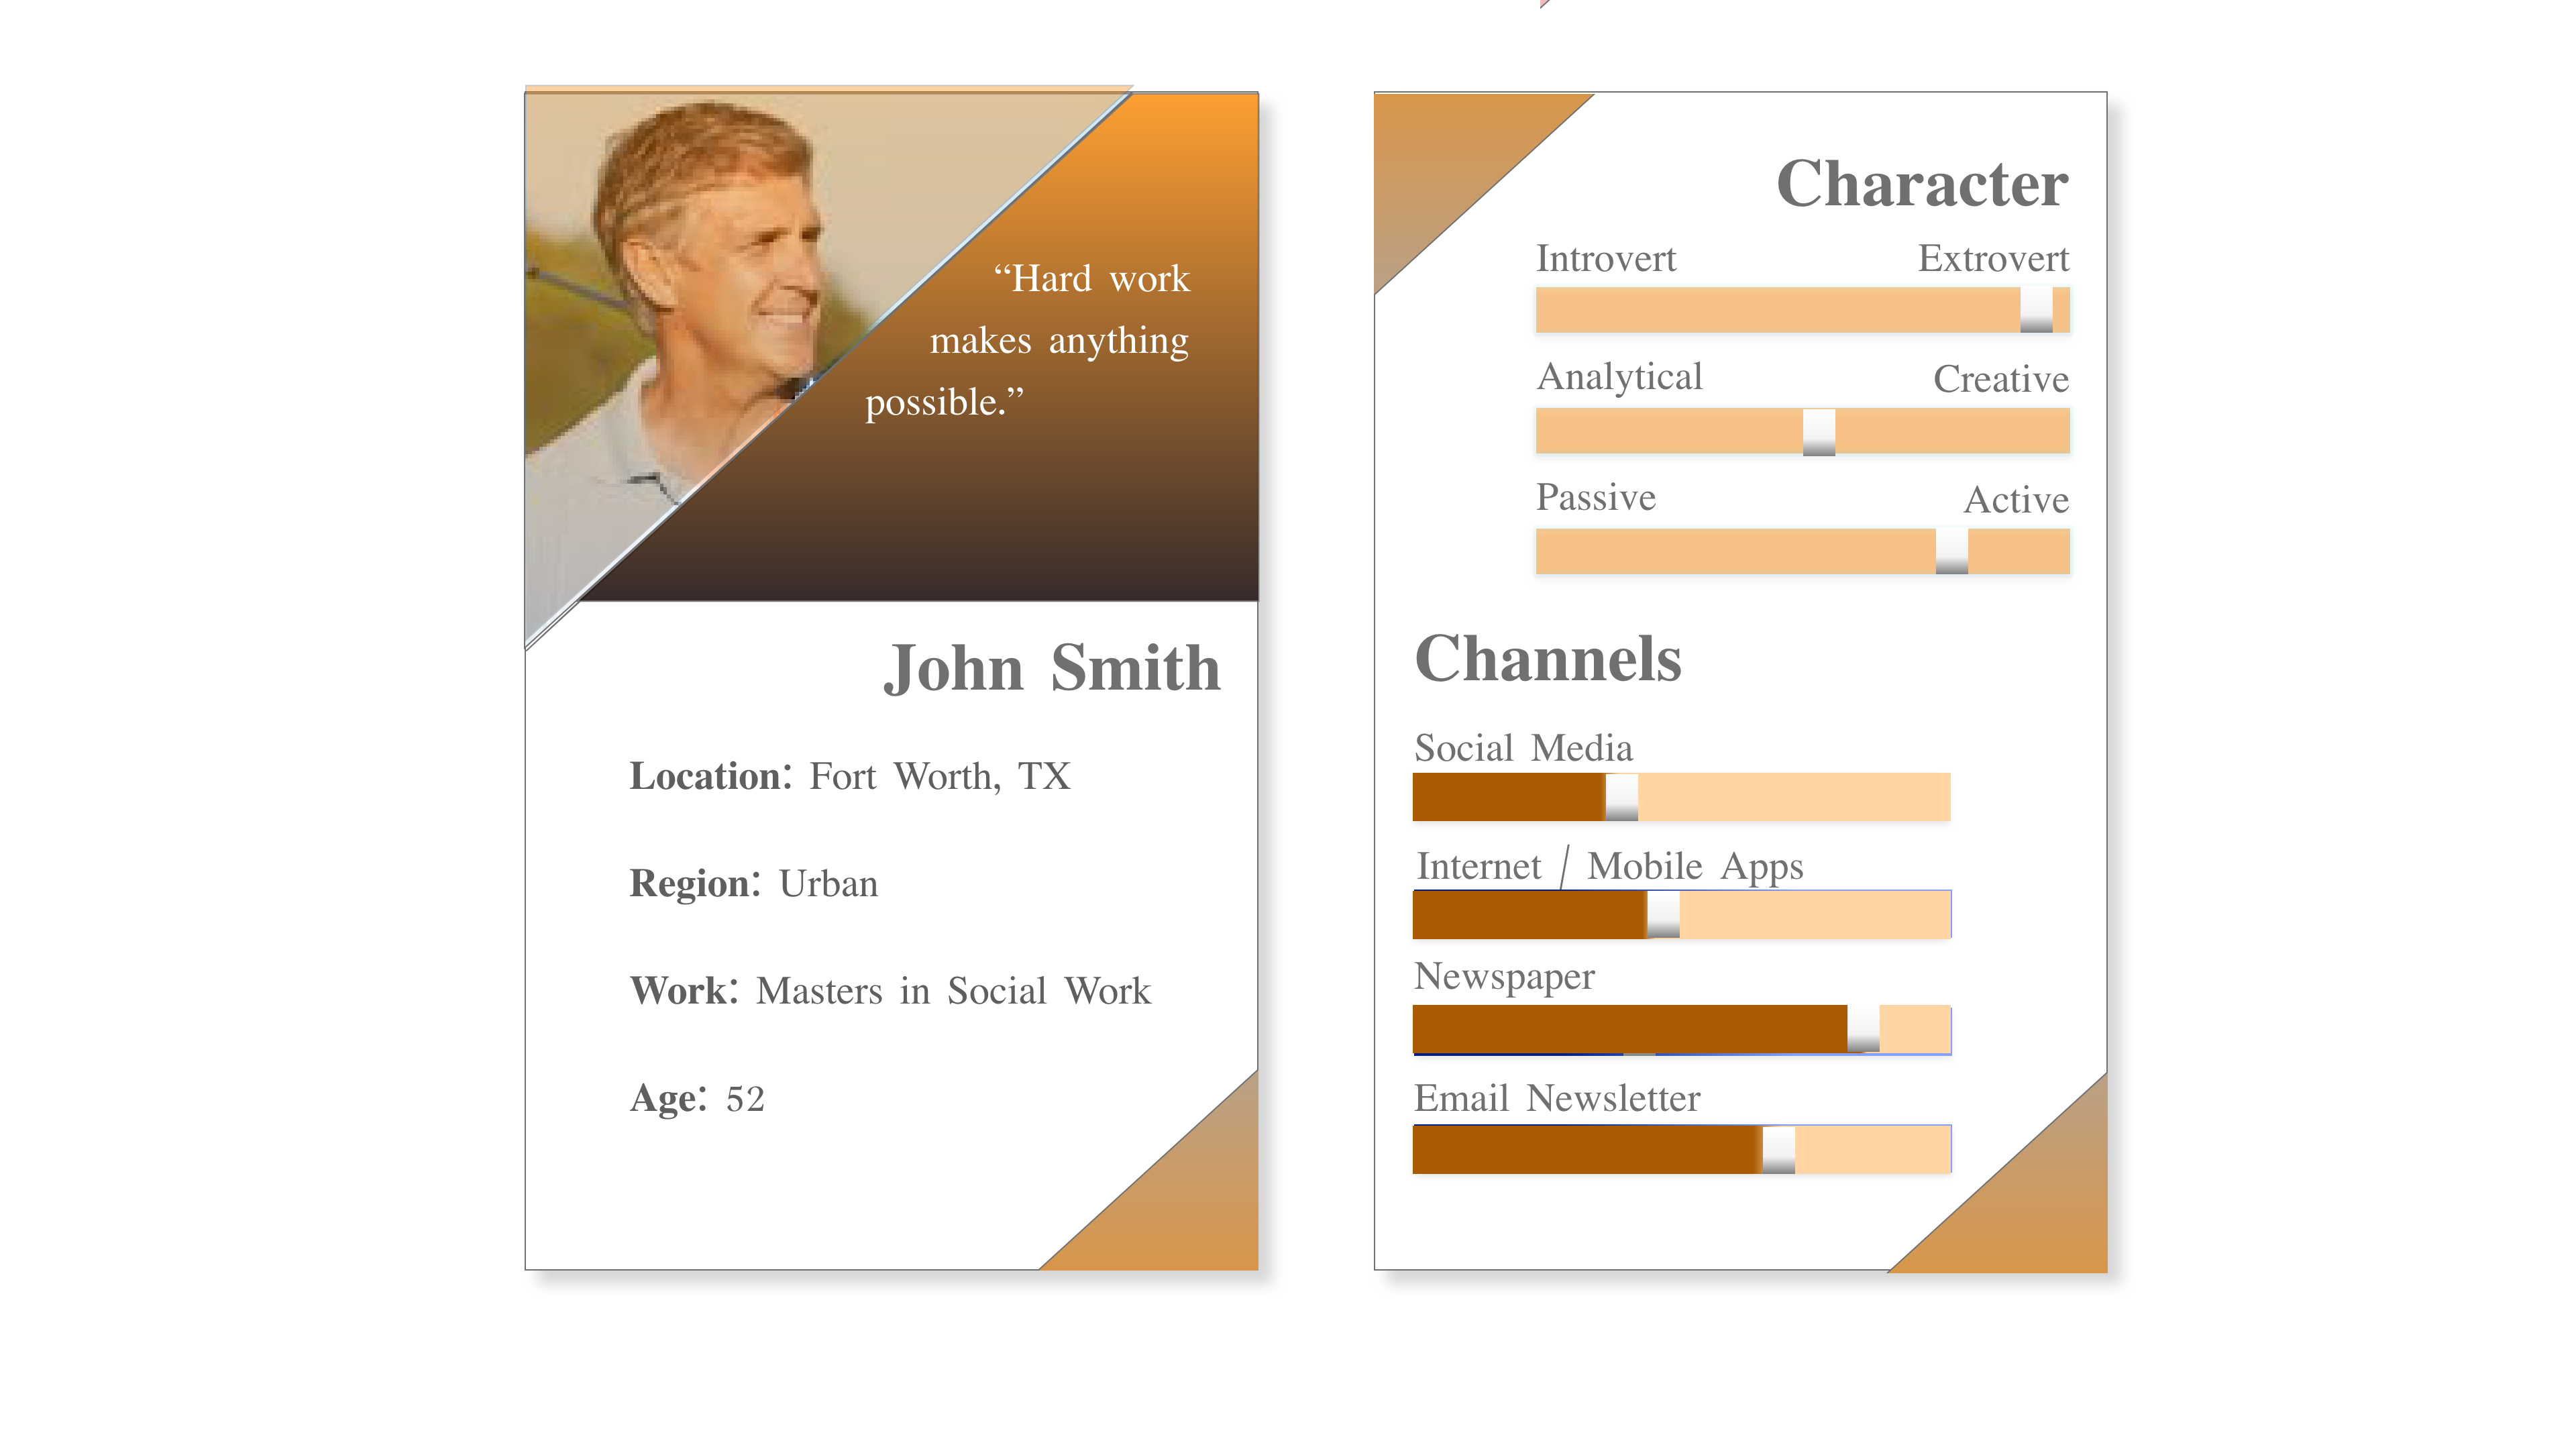 “Hard work
makes anything
possible.”
John Smith
Location: Fort Worth, TX
Region: Urban
Work: Masters in Social Work
Age: 52
Character
Introvert Extrovert
Analytical Creative
Passive Active
Channels
Social Media
Internet / Mobile Apps
Newspaper
Email Newsletter